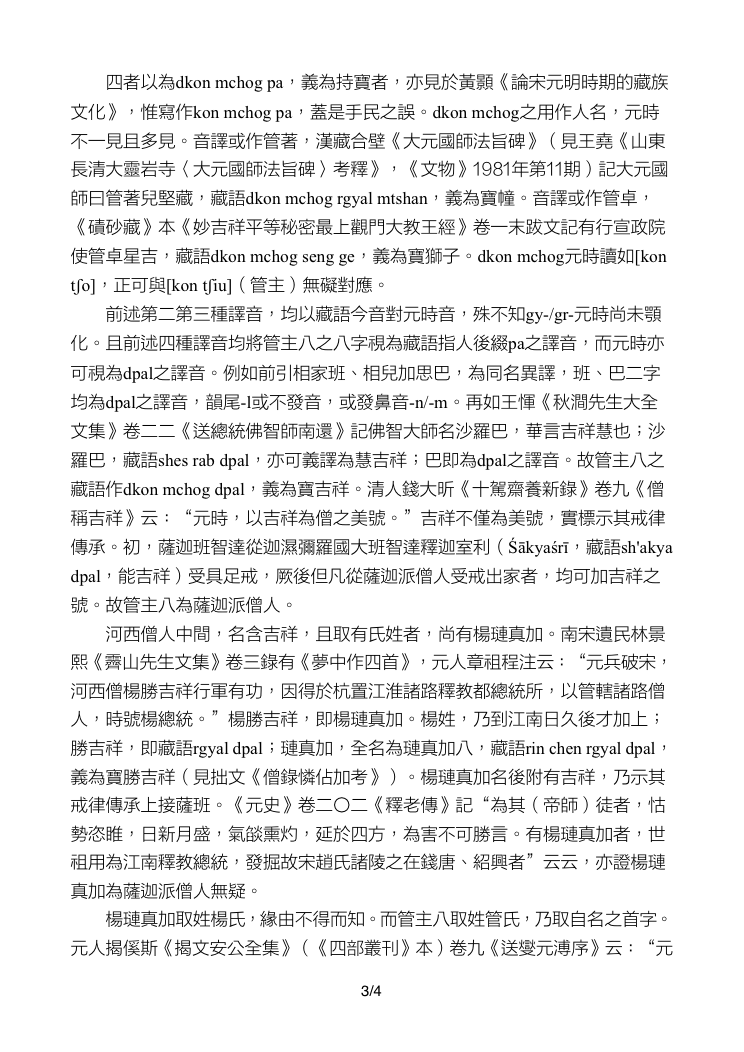 四者以為dkon mchog pa，義為持寶者，亦見於黃顥《論宋元明時期的藏族
文化》，惟寫作kon mchog pa，蓋是手民之誤。dkon mchog之用作人名，元時
不一見且多見。音譯或作管著，漢藏合壁《大元國師法旨碑》（見王堯《山東
長清大靈岩寺〈大元國師法旨碑〉考釋》，《文物》1981年第11期）記大元國
師曰管著兒堅藏，藏語dkon mchog rgyal mtshan，義為寶幢。音譯或作管卓，
《磧砂藏》本《妙吉祥平等秘密最上觀門大教王經》卷一末跋文記有行宣政院
使管卓星吉，藏語dkon mchog seng ge，義為寶獅子。dkon mchog元時讀如[kon
tʃo]，正可與[kon tʃiu]（管主）無礙對應。
前述第二第三種譯音，均以藏語今音對元時音，殊不知gy-/gr-元時尚未顎
化。且前述四種譯音均將管主八之八字視為藏語指人後綴pa之譯音，而元時亦
可視為dpal之譯音。例如前引相家班、相兒加思巴，為同名異譯，班、巴二字
均為dpal之譯音，韻尾-l或不發音，或發鼻音-n/-m。再如王惲《秋澗先生大全
文集》卷二二《送總統佛智師南還》記佛智大師名沙羅巴，華言吉祥慧也；沙
羅巴，藏語shes rab dpal，亦可義譯為慧吉祥；巴即為dpal之譯音。故管主八之
藏語作dkon mchog dpal，義為寶吉祥。清人錢大昕《十駕齋養新錄》卷九《僧
稱吉祥》云：“元時，以吉祥為僧之美號。”吉祥不僅為美號，實標示其戒律
傳承。初，薩迦班智達從迦濕彌羅國大班智達釋迦室利（Śākyaśrī，藏語sh'akya
dpal，能吉祥）受具足戒，厥後但凡從薩迦派僧人受戒出家者，均可加吉祥之
號。故管主八為薩迦派僧人。
河西僧人中間，名含吉祥，且取有氏姓者，尚有楊璉真加。南宋遺民林景
熙《霽山先生文集》卷三錄有《夢中作四首》，元人章祖程注云：“元兵破宋，
河西僧楊勝吉祥行軍有功，因得於杭置江淮諸路釋教都總統所，以管轄諸路僧
人，時號楊總統。”楊勝吉祥，即楊璉真加。楊姓，乃到江南日久後才加上；
勝吉祥，即藏語rgyal dpal；璉真加，全名為璉真加八，藏語rin chen rgyal dpal，
義為寶勝吉祥（見拙文《僧錄憐佔加考》）。楊璉真加名後附有吉祥，乃示其
戒律傳承上接薩班。《元史》卷二〇二《釋老傳》記“為其（帝師）徒者，怙
勢恣睢，日新月盛，氣燄熏灼，延於四方，為害不可勝言。有楊璉真加者，世
祖用為江南釋教總統，發掘故宋趙氏諸陵之在錢唐、紹興者”云云，亦證楊璉
真加為薩迦派僧人無疑。
楊璉真加取姓楊氏，緣由不得而知。而管主八取姓管氏，乃取自名之首字。
元人揭傒斯《揭文安公全集》（《四部叢刊》本）卷九《送燮元溥序》云：“元
3/4